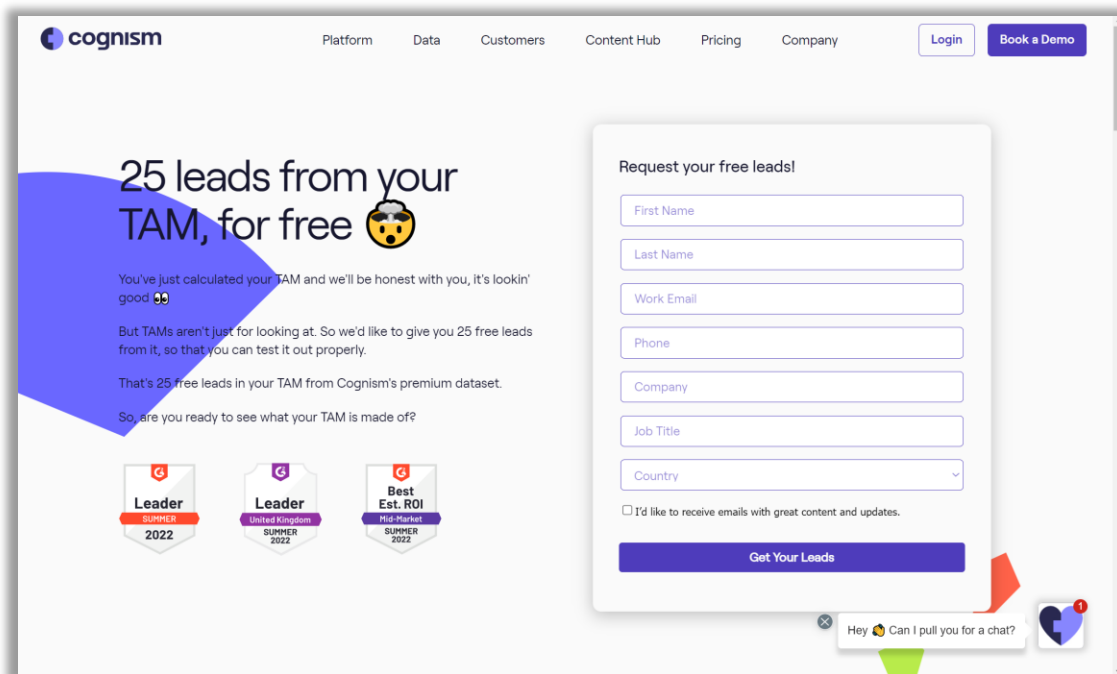 cognism
Platform Data Customers Content Hub Pricing Company Login Book a Demo
25 leads from your
TAM, for free 🤯
You've just calculated your TAM and we'll be honest with you, it's lookin'
good 👀
But TAMs aren't just for looking at. So we'd like to give you 25 free leads
from it, so that you can test it out properly.
That's 25 free leads in your TAM from Cognism's premium dataset.
So, are you ready to see what your TAM is made of?
Leader
SUMMER
2022
Leader
United Kingdom
SUMMER
2022
Best
Est. ROI
Mid-Market
SUMMER
2022
Request your free leads!
First Name
Last Name
Work Email
Phone
Company
Job Title
Country
I'd like to receive emails with great content and updates.
Get Your Leads
Hey 👋 Can I pull you for a chat?
1